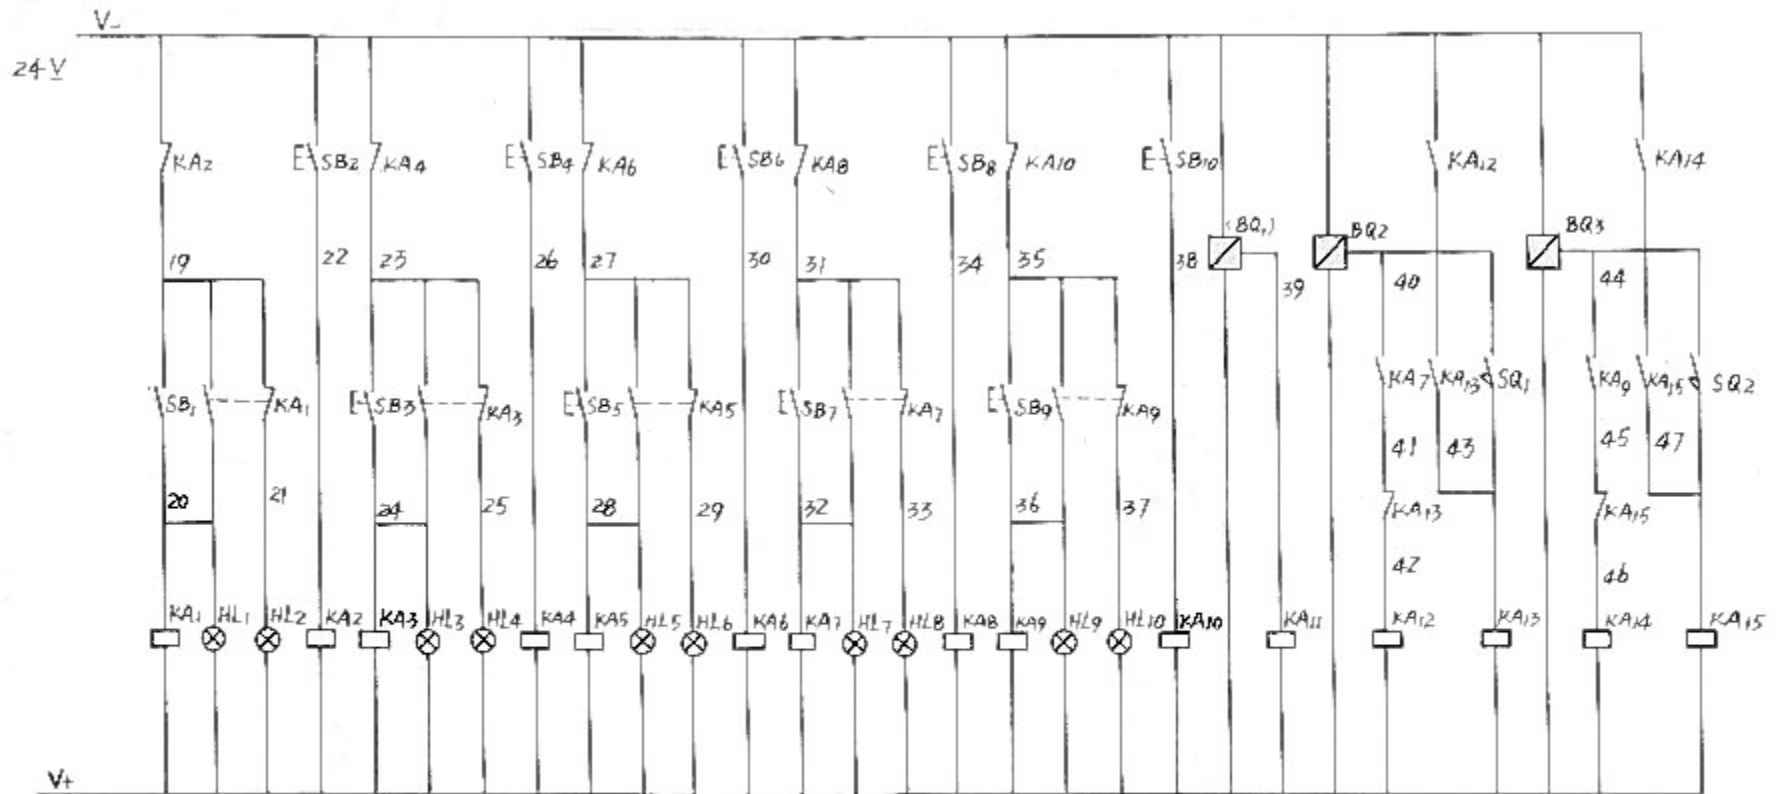 V-
24V
KA2 SB2 KA4 SB4 KA6 SB6 KA8 SB8 KA10 SB10 KA12 KA14
BQ1 BQ2 BQ3
19 22 23 26 27 30 31 34 35 38 39 40 44
SB1 KA1 SB3 KA3 SB5 KA5 SB7 KA7 SB9 KA9 KA7 KA13 SQ1 KA9 KA15 SQ2
41 43 45 47
20 21 24 25 28 29 32 33 36 37 KA13 KA15
42 46
KA1 HL1 HL2 KA2 KA3 HL3 HL4 KA4 KA5 HL5 HL6 KA6 KA7 HL7 HL8 KA8 KA9 HL9 HL10 KA10 KA11 KA12 KA13 KA14 KA15
V+